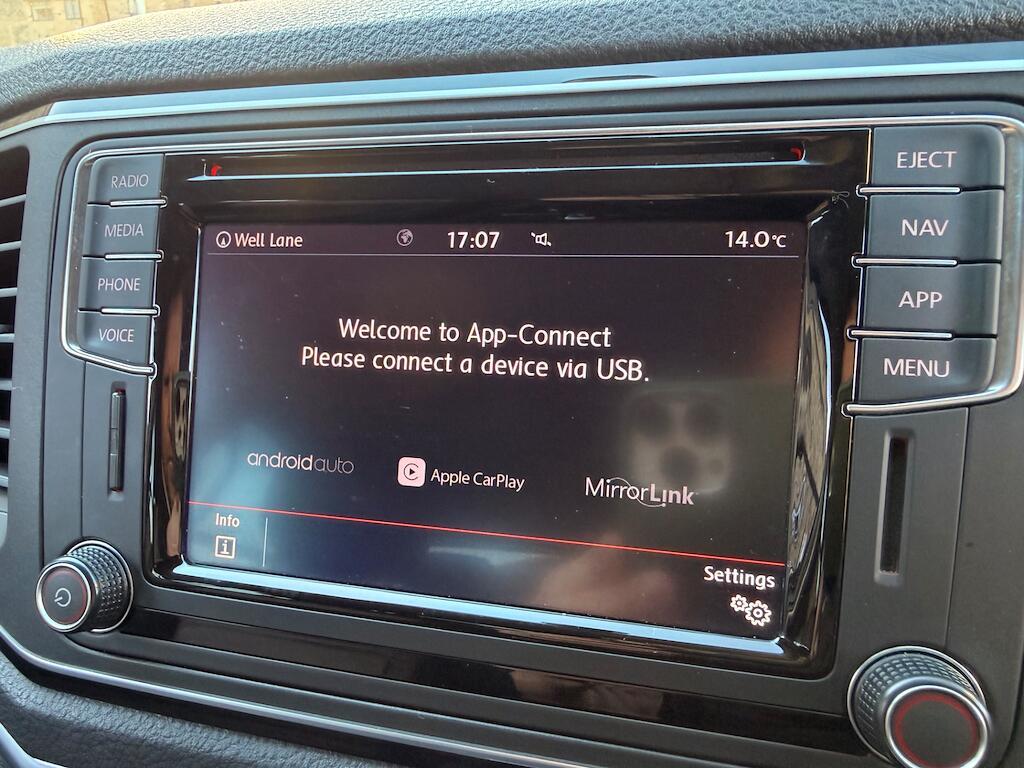 RADIO
MEDIA
PHONE
VOICE
EJECT
NAV
APP
MENU
Well Lane 17:07 14.0°C
Welcome to App-Connect
Please connect a device via USB.
androidauto Apple CarPlay MirrorLink
Info
i
Settings